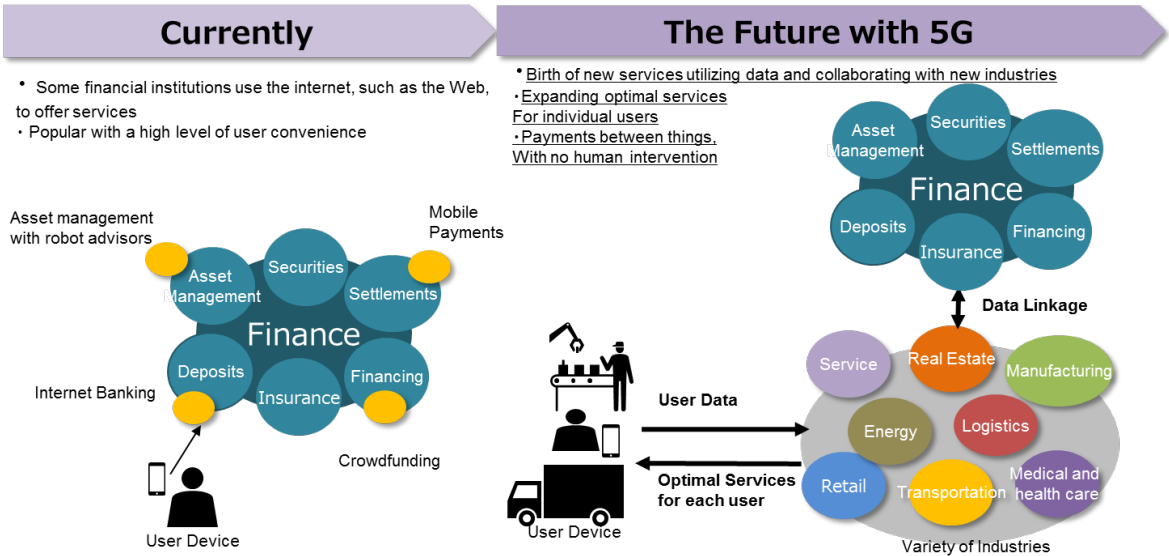 Currently
・ Some financial institutions use the internet, such as the Web,
to offer services
・Popular with a high level of user convenience
Asset management
with robot advisors
Mobile
Payments
Asset
Management
Securities
Settlements
Finance
Deposits
Insurance
Financing
Internet Banking
Crowdfunding
User Device
The Future with 5G
・Birth of new services utilizing data and collaborating with new industries
・Expanding optimal services
For individual users
・Payments between things,
With no human intervention
Asset
Management
Securities
Settlements
Finance
Deposits
Insurance
Financing
Data Linkage
User Data
Optimal Services
for each user
User Device
Service
Real Estate
Manufacturing
Energy
Logistics
Retail
Transportation
Medical and
health care
Variety of Industries